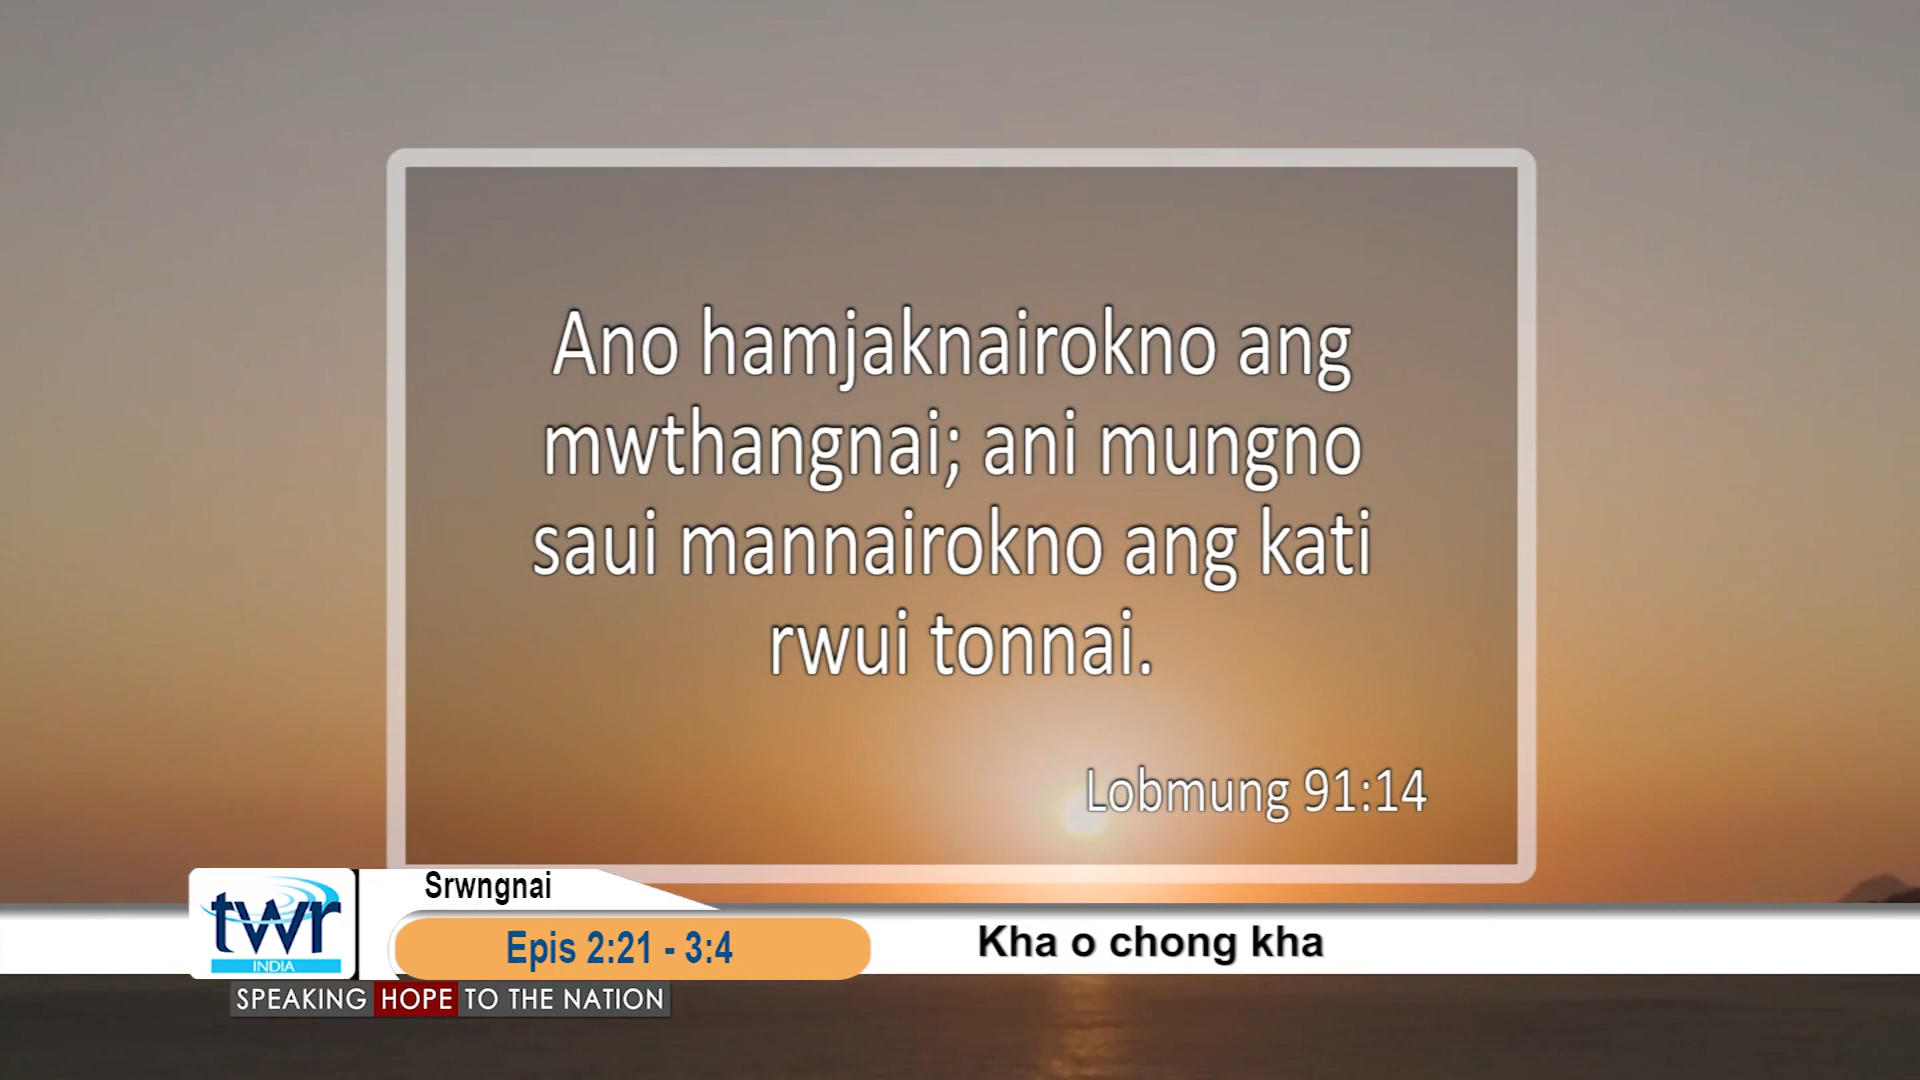 Ano hamjaknairokno ang
mwthangnai; ani mungno
saui mannairokno ang kati
rwui tonnai.
Lobmung 91:14
Srwngnai
twr
INDIA
Epis 2:21 - 3:4
Kha o chong kha
SPEAKING HOPE TO THE NATION